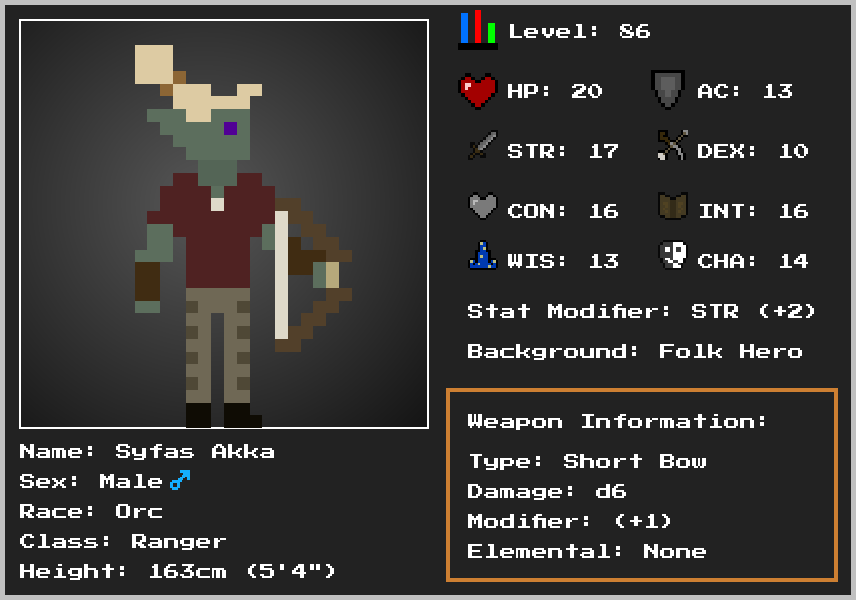 Level: 86
HP: 20
AC: 13
STR: 17
DEX: 10
CON: 16
INT: 16
WIS: 13
CHA: 14
Stat Modifier: STR (+2)
Background: Folk Hero
Weapon Information:
Type: Short Bow
Damage: d6
Modifier: (+1)
Elemental: None
Name: Syfas Akka
Sex: Male ♂
Race: Orc
Class: Ranger
Height: 163cm (5'4")